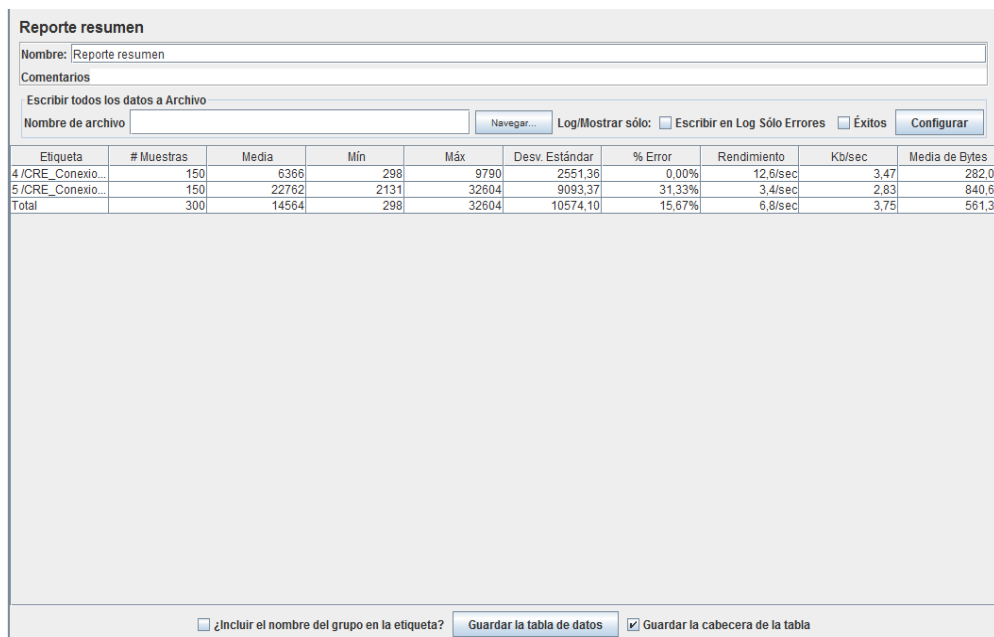 Reporte resumen
Nombre: Reporte resumen
Comentarios
Escribir todos los datos a Archivo
Nombre de archivo Navegar... Log/Mostrar sólo: Escribir en Log Sólo Errores Éxitos Configurar
Etiqueta # Muestras Media Mín Máx Desv. Estándar % Error Rendimiento Kb/sec Media de Bytes
4 /CRE_Conexio... 150 6366 298 9790 2551,36 0,00% 12,6/sec 3,47 282,0
5 /CRE_Conexio... 150 22762 2131 32604 9093,37 31,33% 3,4/sec 2,83 840,6
Total 300 14564 298 32604 10574,10 15,67% 6,8/sec 3,75 561,3
¿Incluir el nombre del grupo en la etiqueta? Guardar la tabla de datos Guardar la cabecera de la tabla